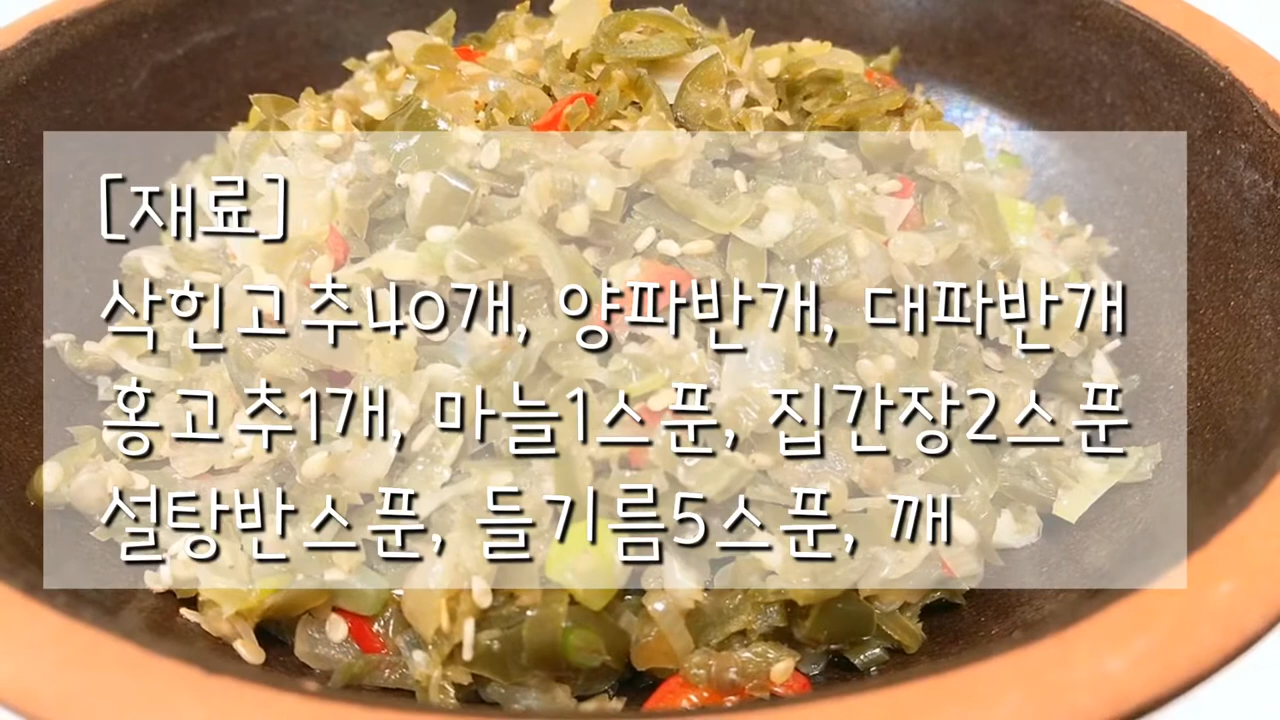 [재료]
삭힌고추40개, 양파반개, 대파반개
홍고추1개, 마늘1스푼, 집간장2스푼
설탕반스푼, 들기름5스푼, 깨